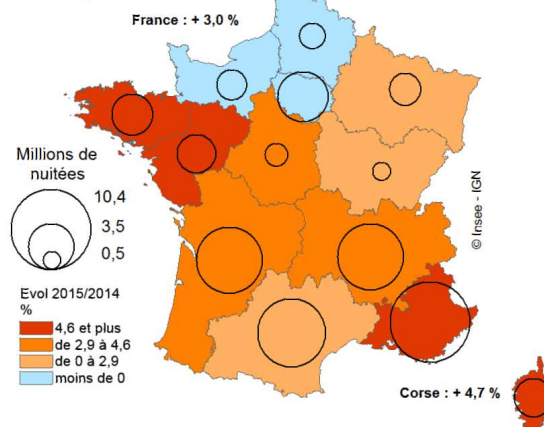 France : + 3,0 %
Millions de
nuitées
10,4
3,5
0,5
© Insee - IGN
Evol 2015/2014
%
4,6 et plus
de 2,9 à 4,6
de 0 à 2,9
moins de 0
Corse : + 4,7 %